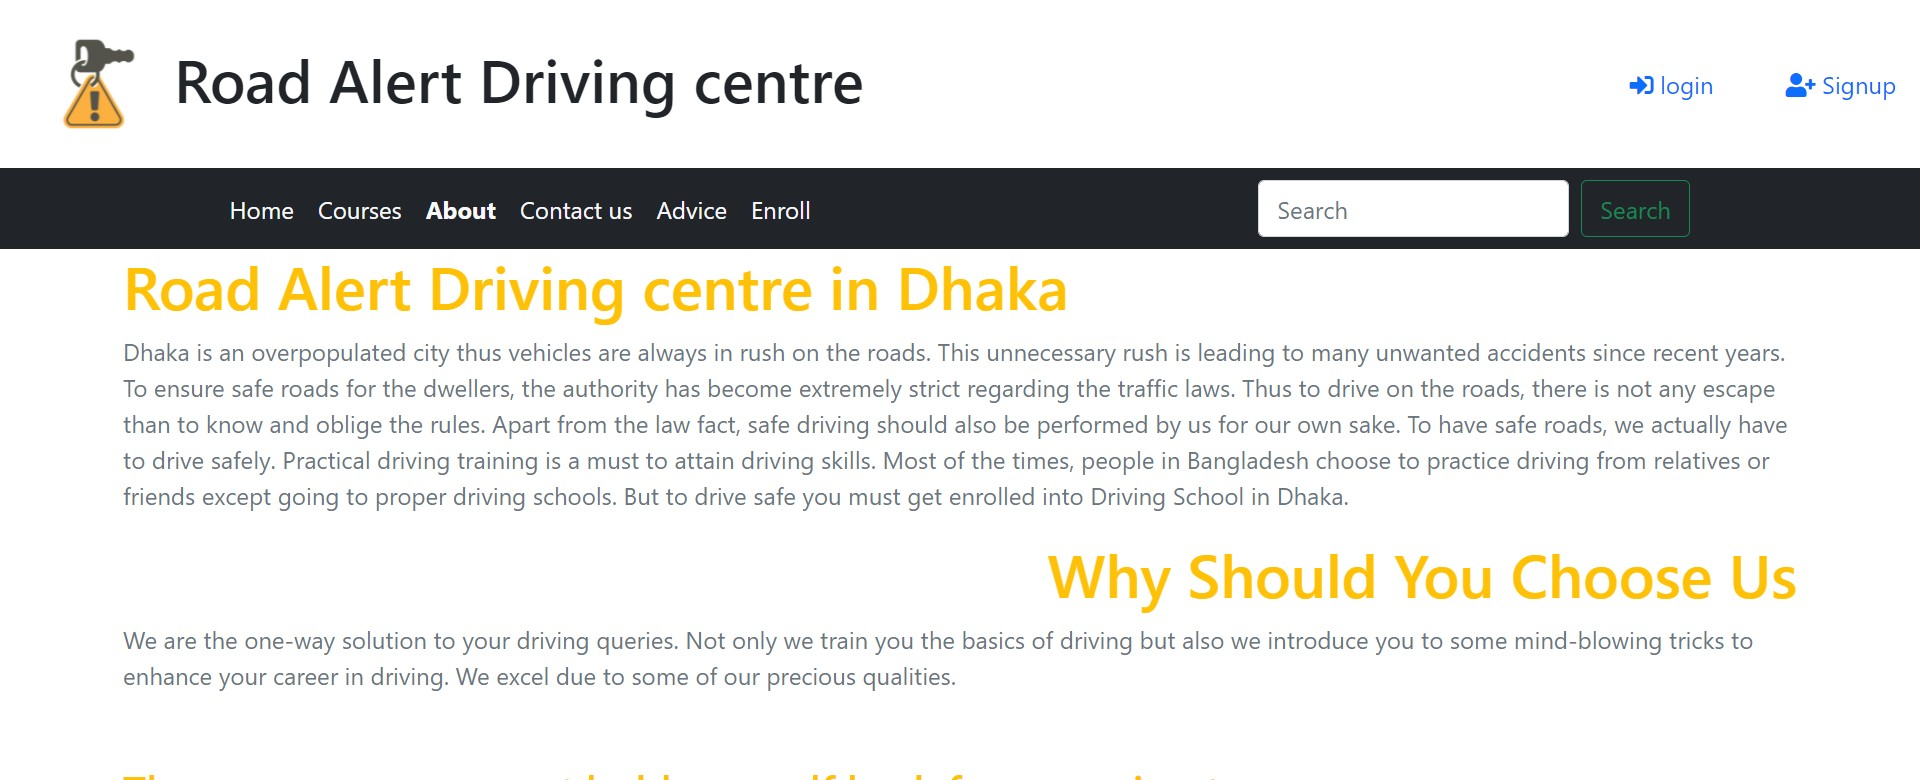 Road Alert Driving centre
login
Signup
Home Courses About Contact us Advice Enroll
Search Search
Road Alert Driving centre in Dhaka
Dhaka is an overpopulated city thus vehicles are always in rush on the roads. This unnecessary rush is leading to many unwanted accidents since recent years.
To ensure safe roads for the dwellers, the authority has become extremely strict regarding the traffic laws. Thus to drive on the roads, there is not any escape
than to know and oblige the rules. Apart from the law fact, safe driving should also be performed by us for our own sake. To have safe roads, we actually have
to drive safely. Practical driving training is a must to attain driving skills. Most of the times, people in Bangladesh choose to practice driving from relatives or
friends except going to proper driving schools. But to drive safe you must get enrolled into Driving School in Dhaka.
Why Should You Choose Us
We are the one-way solution to your driving queries. Not only we train you the basics of driving but also we introduce you to some mind-blowing tricks to
enhance your career in driving. We excel due to some of our precious qualities.